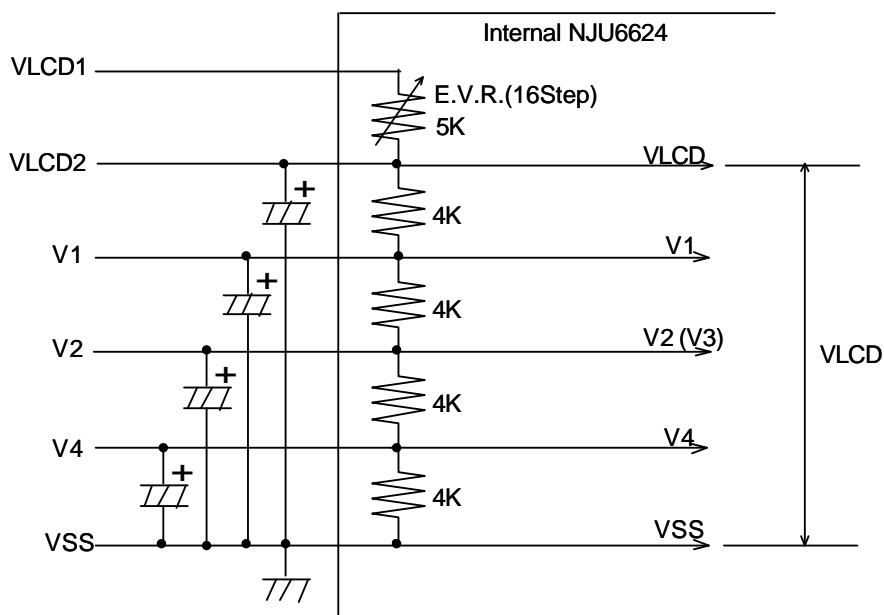 Internal NJU6624
VLCD1
E.V.R.(16Step)
5K
VLCD2
VLCD
+
4K
V1
V1
+
4K
V2
V2 (V3)
VLCD
+
4K
V4
V4
+
4K
VSS
VSS